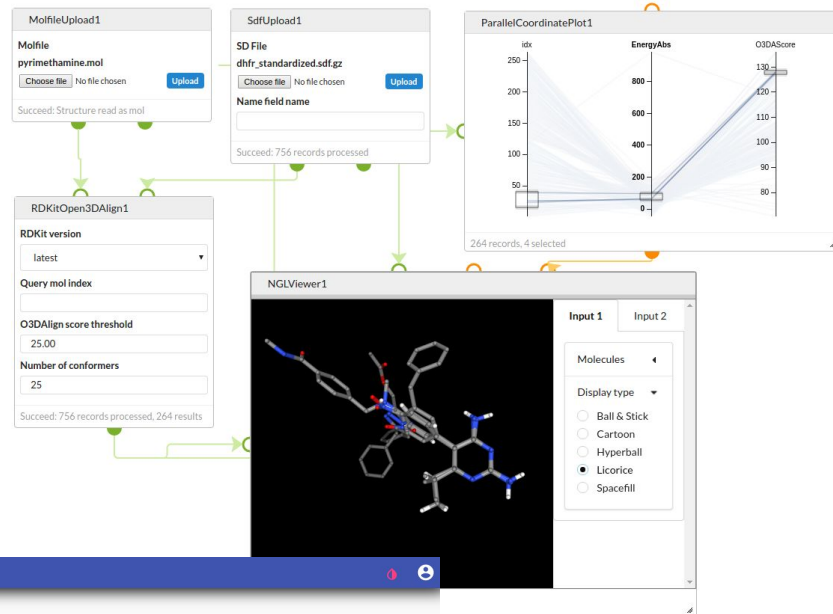 MolfileUpload1
Molfile
pyrimethamine.mol
Choose file No file chosen Upload
Succeed: Structure read as mol
SdfUpload1
SD File
dhfr_standardized.sdf.gz
Choose file No file chosen Upload
Name field name
Succeed: 756 records processed
ParallelCoordinatePlot1
idx EnergyAbs O3DAScore
250
200
150
100
50
800
600
400
200
0
130
120
110
100
90
80
264 records, 4 selected
RDKitOpen3DAlign1
RDKit version
latest
Query mol index
O3DAlign score threshold
25.00
Number of conformers
25
Succeed: 756 records processed, 264 results
NGLViewer1
Input 1 Input 2
Molecules
Display type
Ball & Stick
Cartoon
Hyperball
Licorice
Spacefill